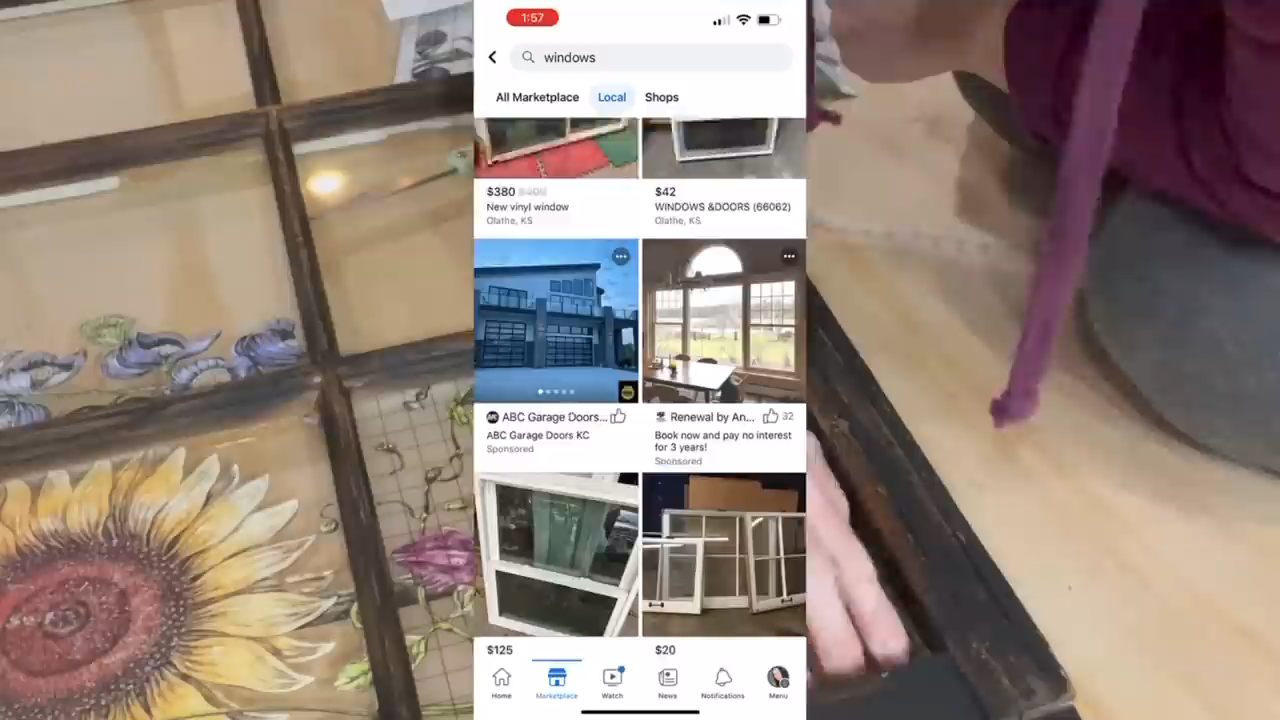 1:57
windows
All Marketplace Local Shops
$380 $400 $42
New vinyl window WINDOWS &DOORS (66062)
Olathe, KS Olathe, KS
ABC Garage Doors... Renewal by An... 32
ABC Garage Doors KC Book now and pay no interest
Sponsored for 3 years!
Sponsored
$125 $20
Home Marketplace Watch News Notifications Menu